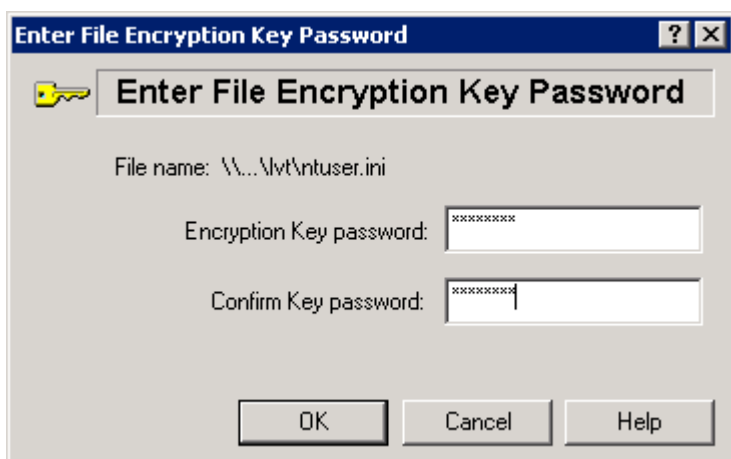 Enter File Encryption Key Password
Enter File Encryption Key Password
File name: \\...\lvt\ntuser.ini
Encryption Key password: ********
Confirm Key password: ********
OK Cancel Help